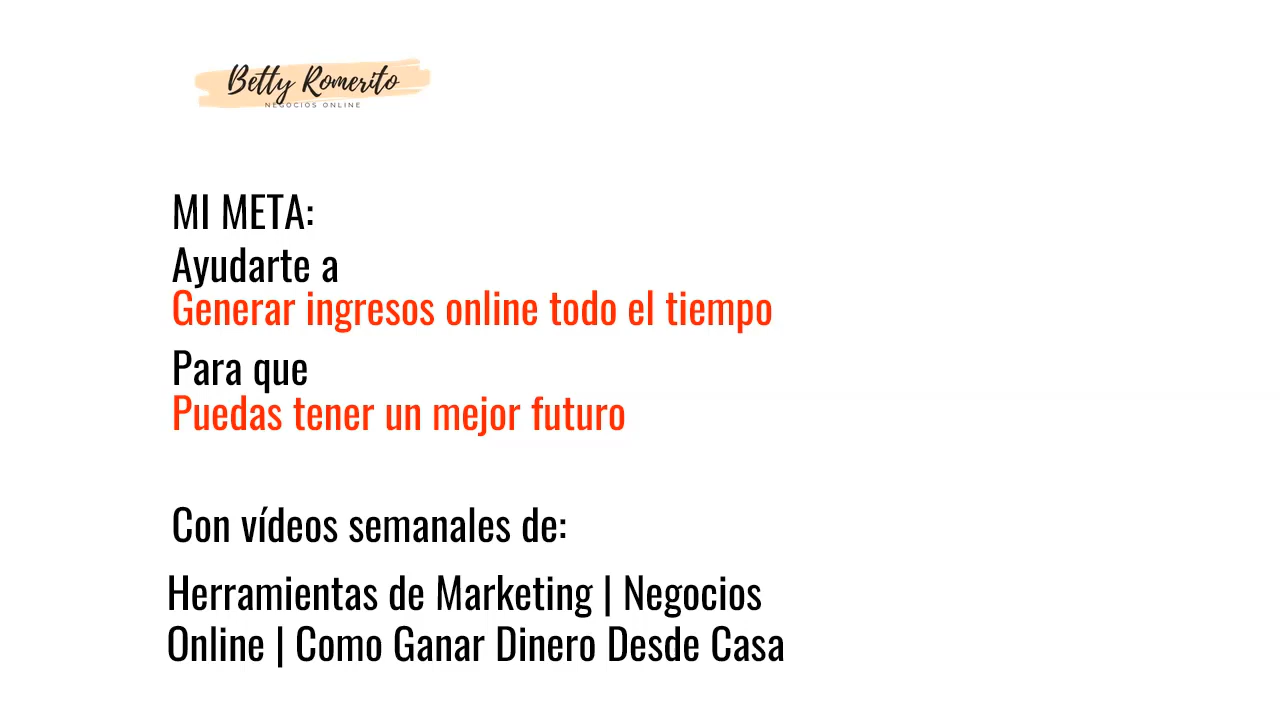 Betty Romerito
NEGOCIOS ONLINE
MI META:
Ayudarte a
Generar ingresos online todo el tiempo
Para que
Puedas tener un mejor futuro
Con vídeos semanales de:
Herramientas de Marketing | Negocios
Online | Como Ganar Dinero Desde Casa